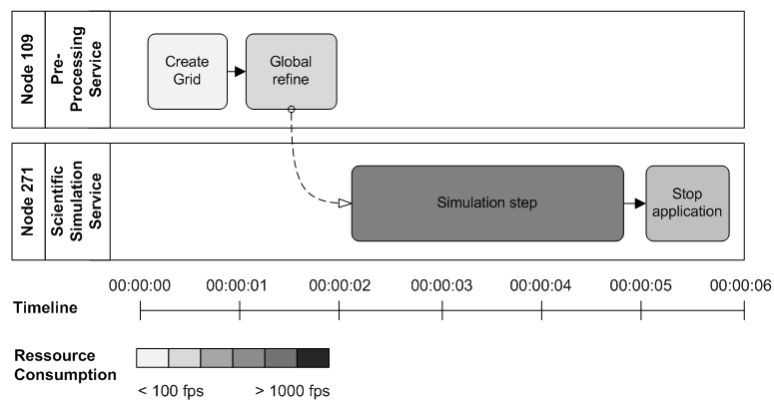 Node 109
Pre-
Processing
Service
Create
Grid
Global
refine
Node 271
Scientific
Simulation
Service
Simulation step
Stop
application
00:00:00 00:00:01 00:00:02 00:00:03 00:00:04 00:00:05 00:00:06
Timeline
Ressource
Consumption
< 100 fps > 1000 fps